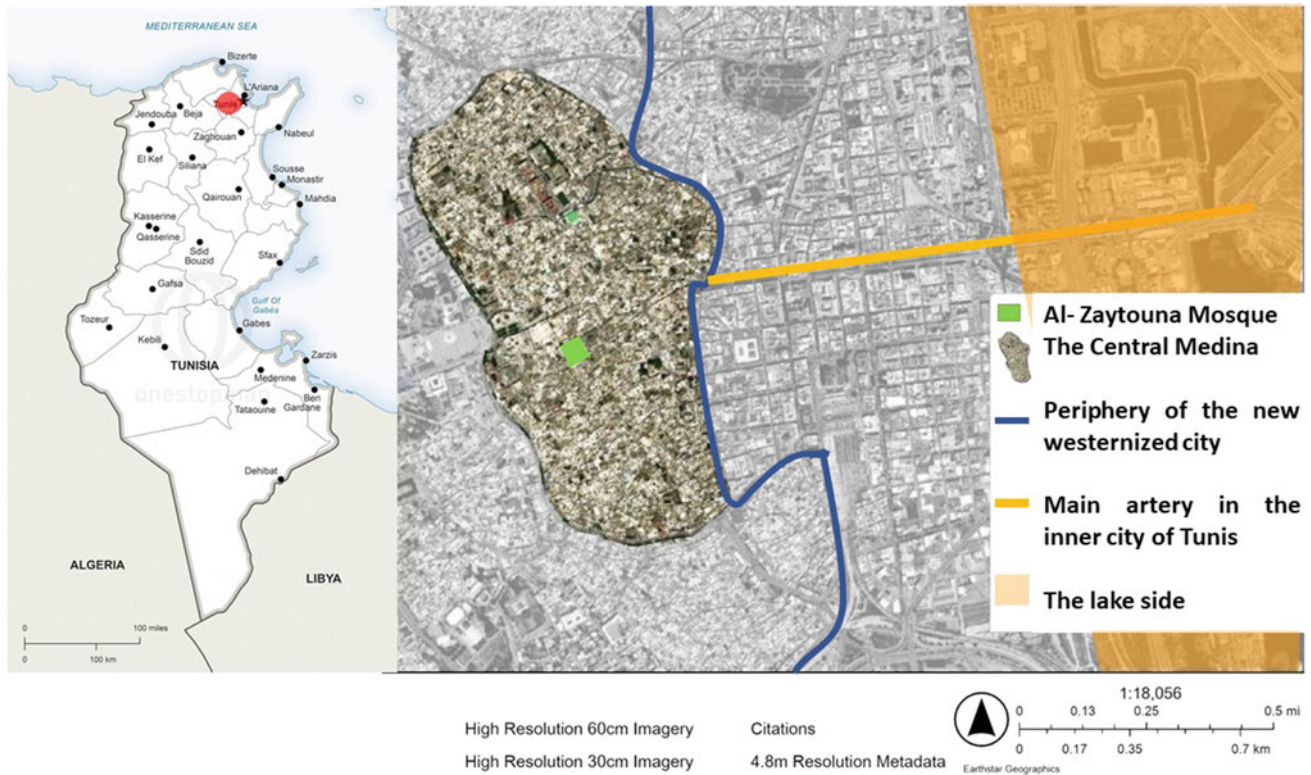 MEDITERRANEAN SEA
Bizerte
L'Ariana
Tunis
Jendouba
Beja
Zaghouan
Nabeul
El Kef
Siliana
Sousse
Monastir
Qairouan
Mahdia
Kasserine
Qasserine
Sdid
Bouzid
Sfax
Gafsa
Gulf Of
Gabès
Tozeur
Gabes
Kebili
Zarzis
TUNISIA
Medenine
onestopmap
Ben
Gardane
Tataouine
Dehibat
ALGERIA
LIBYA
0 100 miles
0 100 km
Al- Zaytouna Mosque
The Central Medina
Periphery of the new
westernized city
Main artery in the
inner city of Tunis
The lake side
High Resolution 60cm Imagery
High Resolution 30cm Imagery
Citations
4.8m Resolution Metadata
1:18,056
0 0.13 0.25 0.5 mi
0 0.17 0.35 0.7 km
Earthstar Geographics